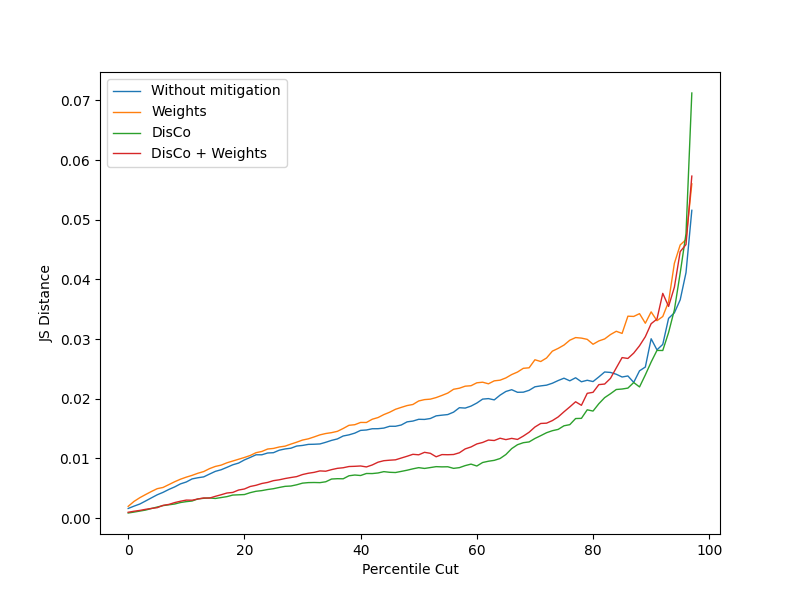 Without mitigation
Weights
DisCo
DisCo + Weights
0.07
0.06
0.05
0.04
0.03
0.02
0.01
0.00
JS Distance
0 20 40 60 80 100
Percentile Cut